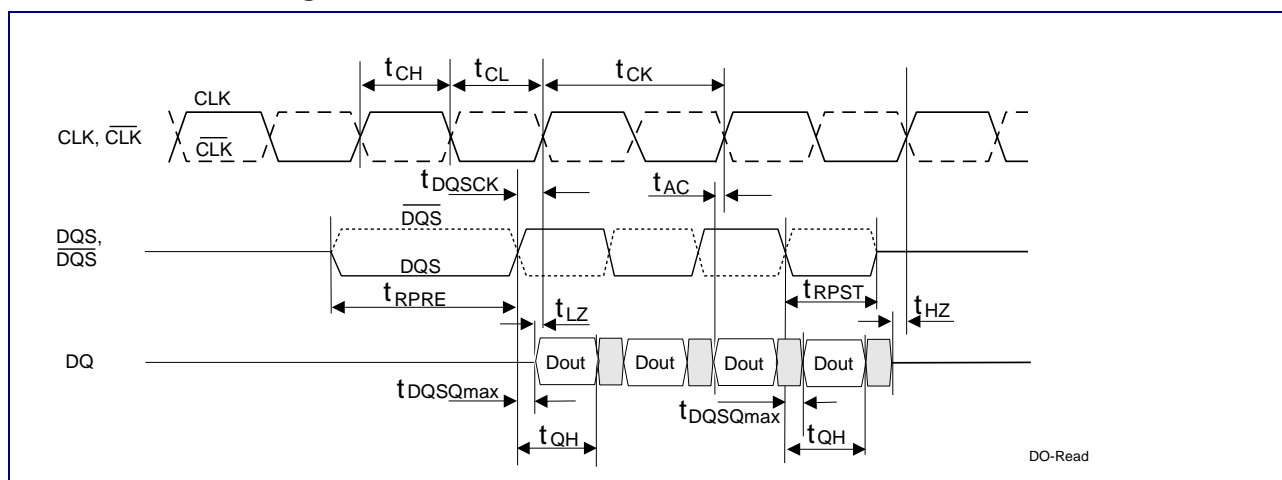 tCH tCL tCK
CLK
CLK, CLK
CLK
tDQSCK tAC
DQS
DQS,
DQS
DQS
tRPRE tRPST
tLZ tHZ
DQ Dout Dout Dout Dout
tDQSQmax tDQSQmax
tQH tQH
DO-Read